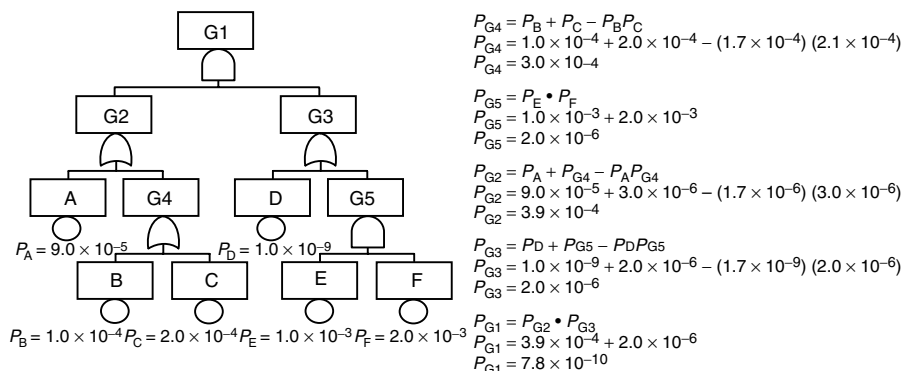 G1
G2
G3
A
G4
D
G5
P_A = 9.0 × 10⁻⁵
P_D = 1.0 × 10⁻⁹
B
C
E
F
P_B = 1.0 × 10⁻⁴ P_C = 2.0 × 10⁻⁴ P_E = 1.0 × 10⁻³ P_F = 2.0 × 10⁻³
P_G4 = P_B + P_C − P_BP_C
P_G4 = 1.0 × 10⁻⁴ + 2.0 × 10⁻⁴ − (1.7 × 10⁻⁴) (2.1 × 10⁻⁴)
P_G4 = 3.0 × 10⁻⁴
P_G5 = P_E • P_F
P_G5 = 1.0 × 10⁻³ + 2.0 × 10⁻³
P_G5 = 2.0 × 10⁻⁶
P_G2 = P_A + P_G4 − P_AP_G4
P_G2 = 9.0 × 10⁻⁵ + 3.0 × 10⁻⁶ − (1.7 × 10⁻⁶) (3.0 × 10⁻⁶)
P_G2 = 3.9 × 10⁻⁴
P_G3 = P_D + P_G5 − P_DP_G5
P_G3 = 1.0 × 10⁻⁹ + 2.0 × 10⁻⁶ − (1.7 × 10⁻⁹) (2.0 × 10⁻⁶)
P_G3 = 2.0 × 10⁻⁶
P_G1 = P_G2 • P_G3
P_G1 = 3.9 × 10⁻⁴ + 2.0 × 10⁻⁶
P_G1 = 7.8 × 10⁻¹⁰